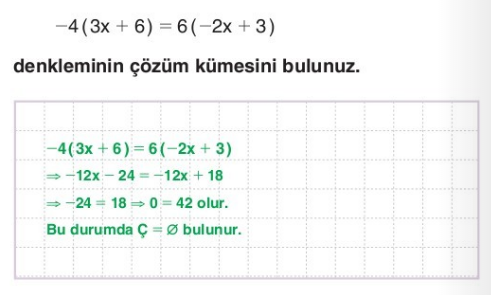 −4(3x + 6) = 6(−2x + 3)
denkleminin çözüm kümesini bulunuz.
−4(3x + 6) = 6(−2x + 3)
⇒ −12x − 24 = −12x + 18
⇒ −24 = 18 ⇒ 0 = 42 olur.
Bu durumda Ç = Ø bulunur.